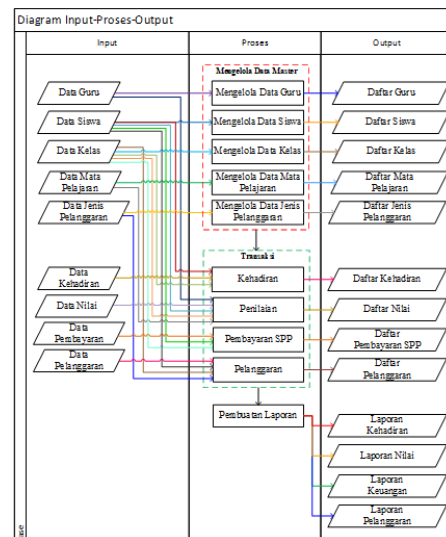 Diagram Input-Proses-Output
Input
Proses
Output
Mengelola Data Master
Data Guru
Mengelola Data Guru
Daftar Guru
Data Siswa
Mengelola Data Siswa
Daftar Siswa
Data Kelas
Mengelola Data Kelas
Daftar Kelas
Data Mata
Pelajaran
Mengelola Data Mata
Pelajaran
Daftar Mata
Pelajaran
Data Jenis
Pelanggaran
Mengelola Data Jenis
Pelanggaran
Daftar Jenis
Pelanggaran
Transaksi
Data
Kehadiran
Kehadiran
Daftar Kehadiran
Data Nilai
Penilaian
Daftar Nilai
Data
Pembayaran
Pembayaran SPP
Daftar
Pembayaran SPP
Data
Pelanggaran
Pelanggaran
Daftar
Pelanggaran
Pembuatan Laporan
Laporan
Kehadiran
Laporan Nilai
Laporan
Keuangan
Laporan
Pelanggaran